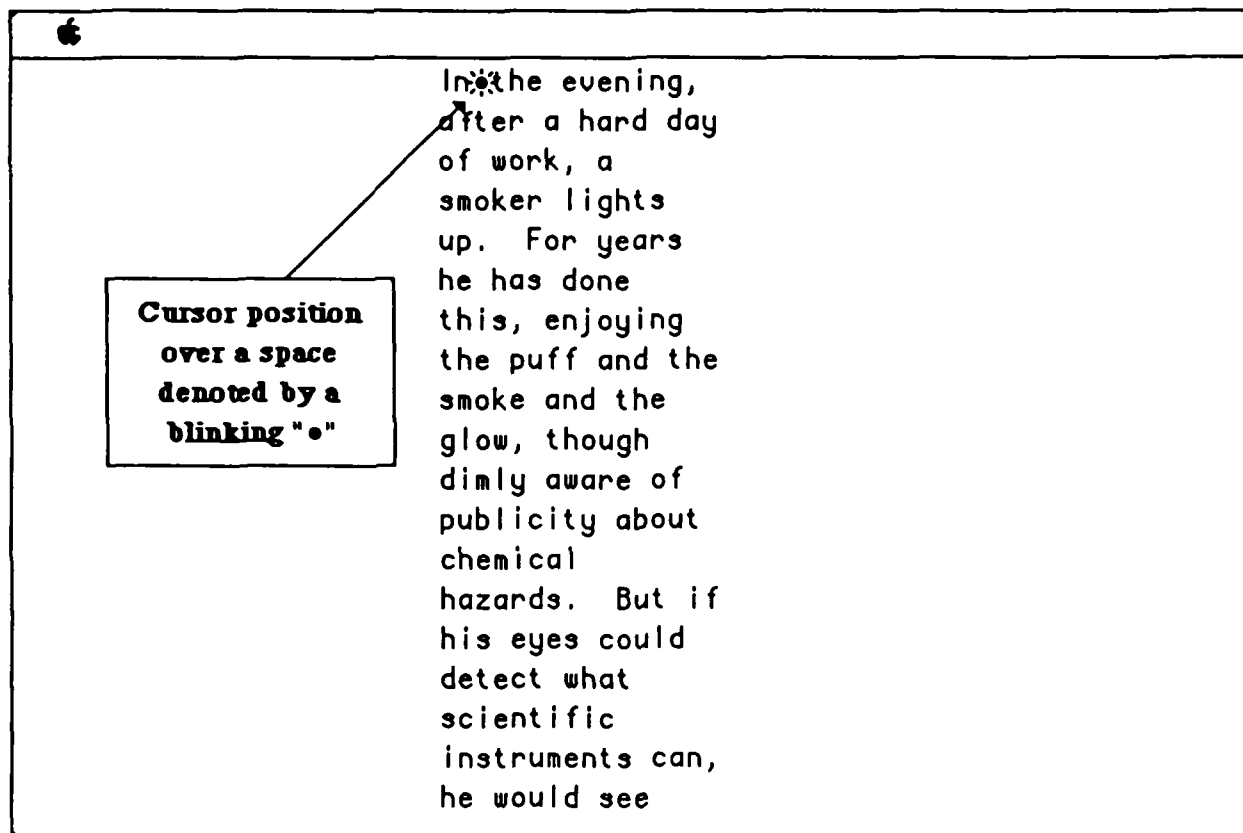 In●the evening,
after a hard day
of work, a
smoker lights
up.  For years
he has done
this, enjoying
the puff and the
smoke and the
glow, though
dimly aware of
publicity about
chemical
hazards.  But if
his eyes could
detect what
scientific
instruments can,
he would see
Cursor position
over a space
denoted by a
blinking "●"